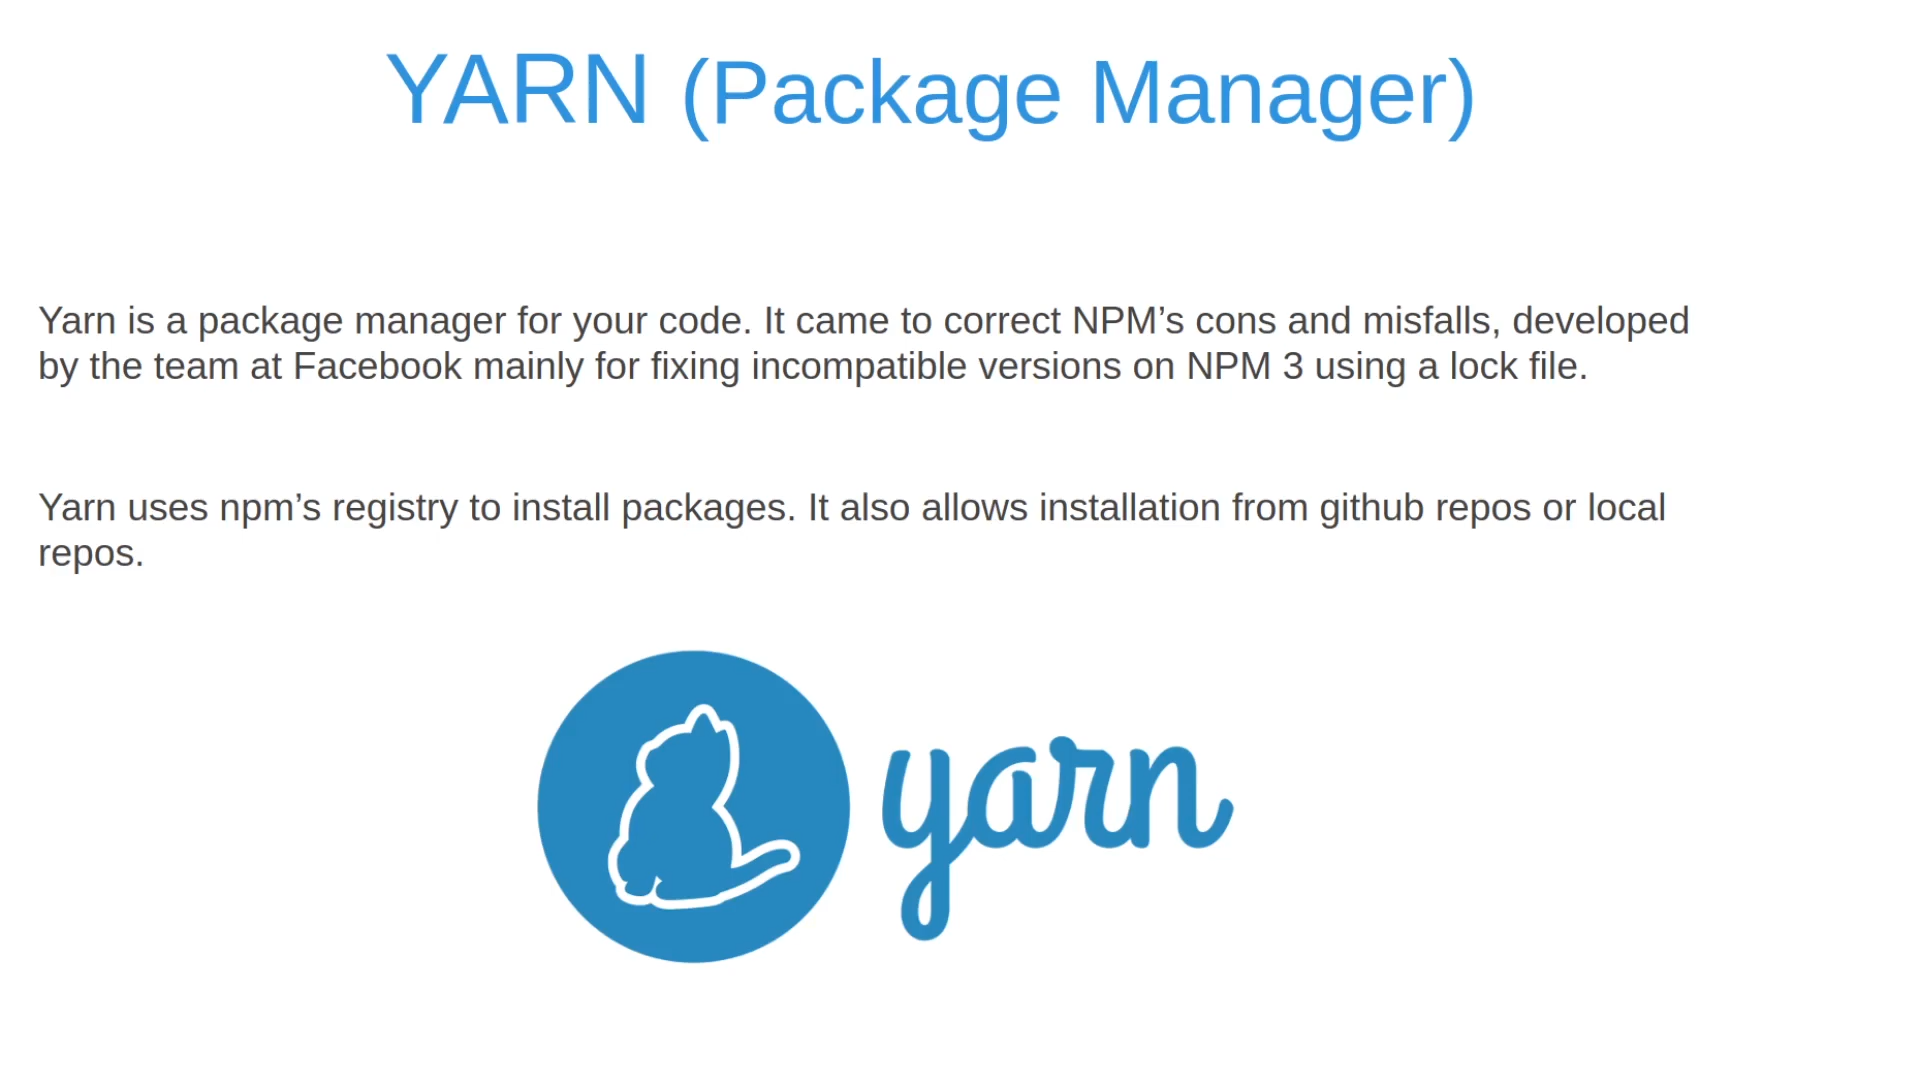 YARN (Package Manager)
Yarn is a package manager for your code. It came to correct NPM’s cons and misfalls, developed
by the team at Facebook mainly for fixing incompatible versions on NPM 3 using a lock file.
Yarn uses npm’s registry to install packages. It also allows installation from github repos or local
repos.
yarn